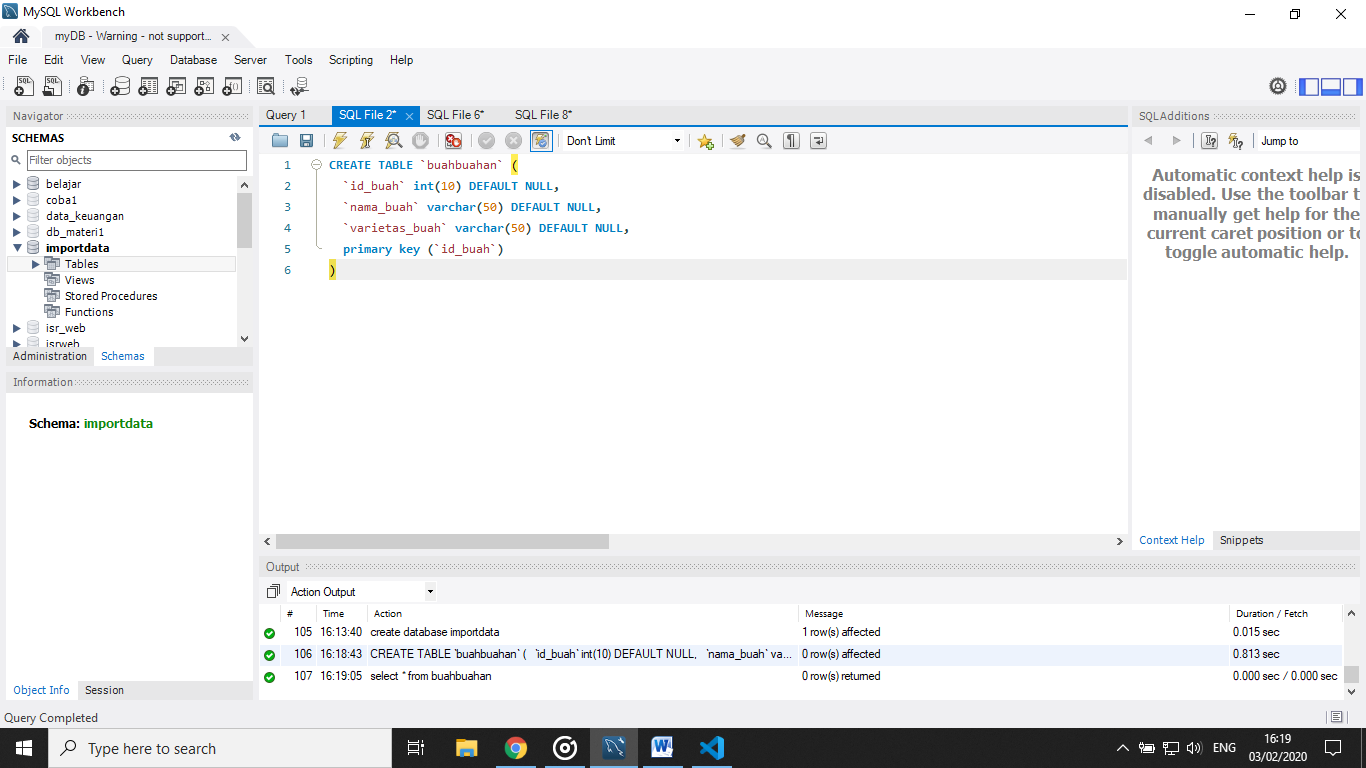 MySQL Workbench
myDB - Warning - not support...
File Edit View Query Database Server Tools Scripting Help
Navigator
SCHEMAS
Filter objects
belajar
coba1
data_keuangan
db_materi1
importdata
Tables
Views
Stored Procedures
Functions
isr_web
isrweb
Administration Schemas
Information
Schema: importdata
Object Info Session
Query 1 SQL File 2* SQL File 6* SQL File 8*
Don't Limit
1 CREATE TABLE `buahbuahan` (
2 `id_buah` int(10) DEFAULT NULL,
3 `nama_buah` varchar(50) DEFAULT NULL,
4 `varietas_buah` varchar(50) DEFAULT NULL,
5 primary key (`id_buah`)
6 )
SQLAdditions
Jump to
Automatic context help is
disabled. Use the toolbar t
manually get help for the
current caret position or to
toggle automatic help.
Context Help Snippets
Output
Action Output
# Time Action Message Duration / Fetch
105 16:13:40 create database importdata 1 row(s) affected 0.015 sec
106 16:18:43 CREATE TABLE `buahbuahan` ( `id_buah` int(10) DEFAULT NULL, `nama_buah` va... 0 row(s) affected 0.813 sec
107 16:19:05 select * from buahbuahan 0 row(s) returned 0.000 sec / 0.000 sec
Query Completed
Type here to search
ENG
16:19
03/02/2020